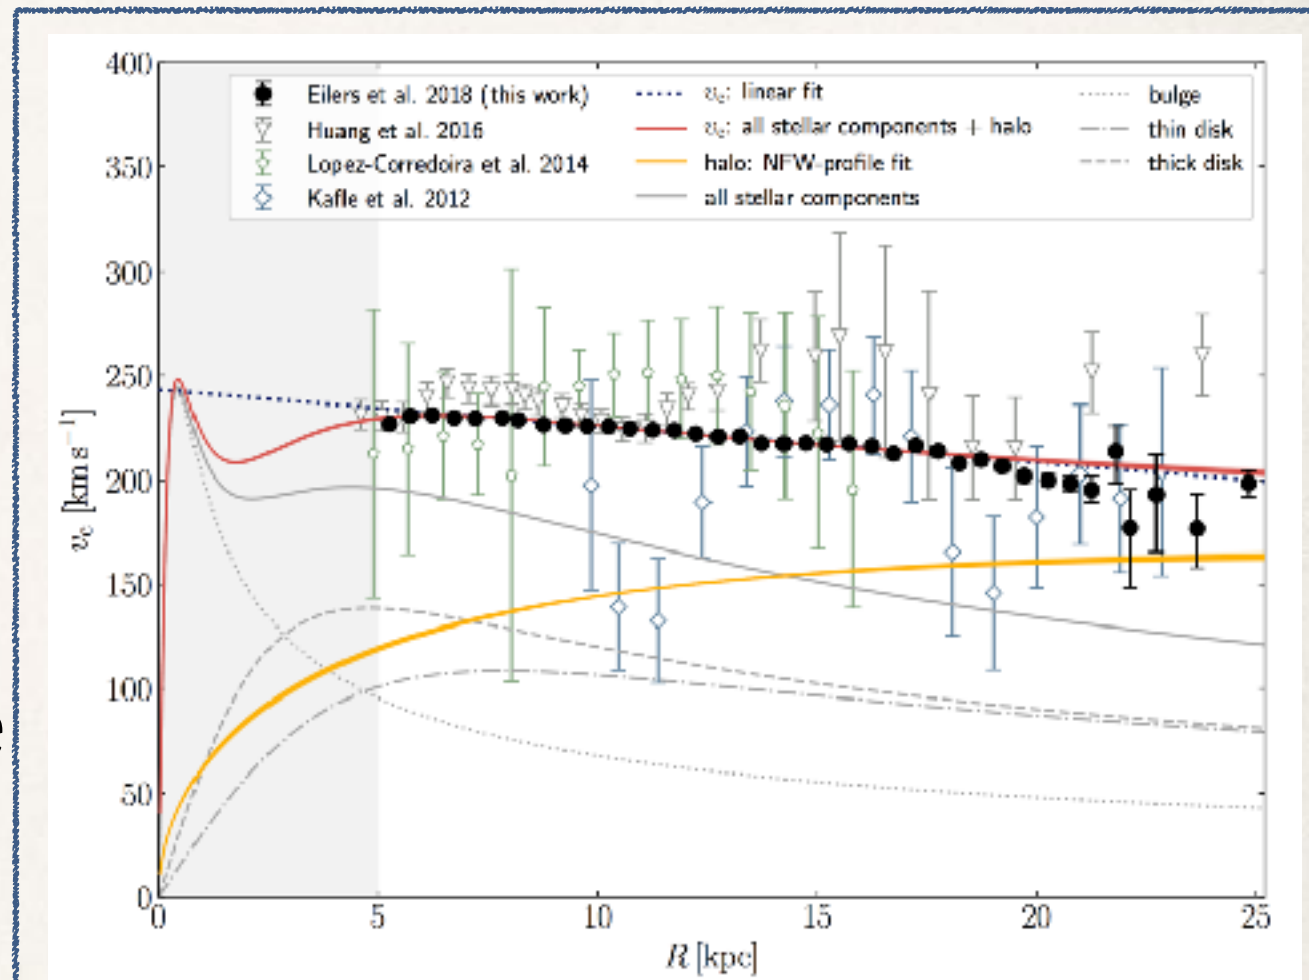 400
350
300
250
200
150
100
50
0
v_c [km s⁻¹]
Eilers et al. 2018 (this work)
Huang et al. 2016
Lopez-Corredoira et al. 2014
Kafle et al. 2012
v_c: linear fit
v_c: all stellar components + halo
halo: NFW-profile fit
all stellar components
bulge
thin disk
thick disk
0 5 10 15 20 25
R [kpc]
e